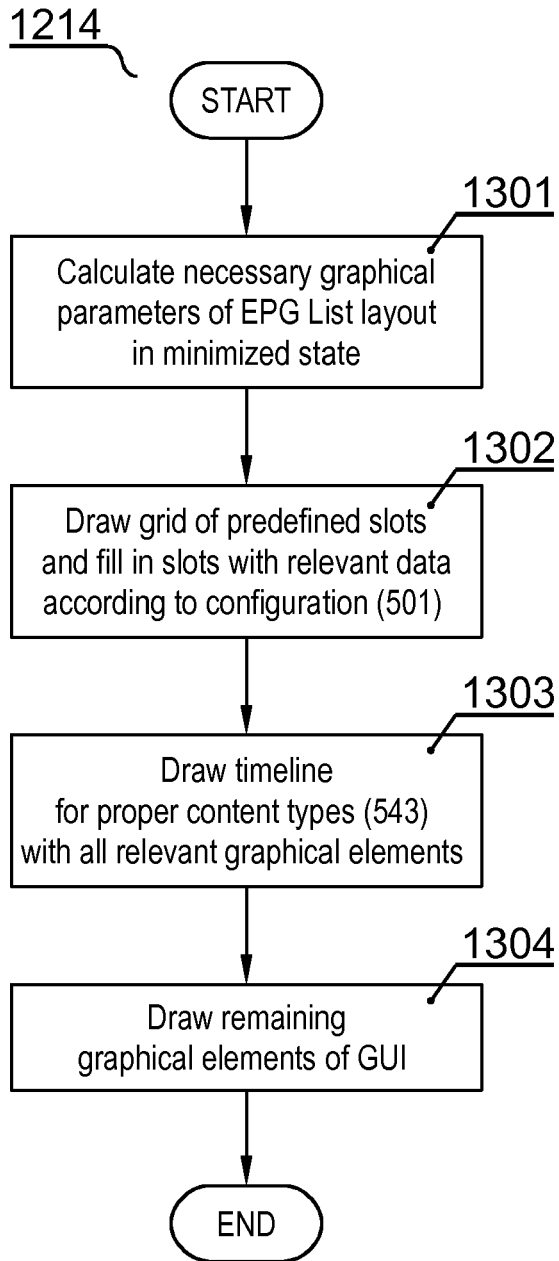 1214
START
1301
Calculate necessary graphical
parameters of EPG List layout
in minimized state
1302
Draw grid of predefined slots
and fill in slots with relevant data
according to configuration (501)
1303
Draw timeline
for proper content types (543)
with all relevant graphical elements
1304
Draw remaining
graphical elements of GUI
END